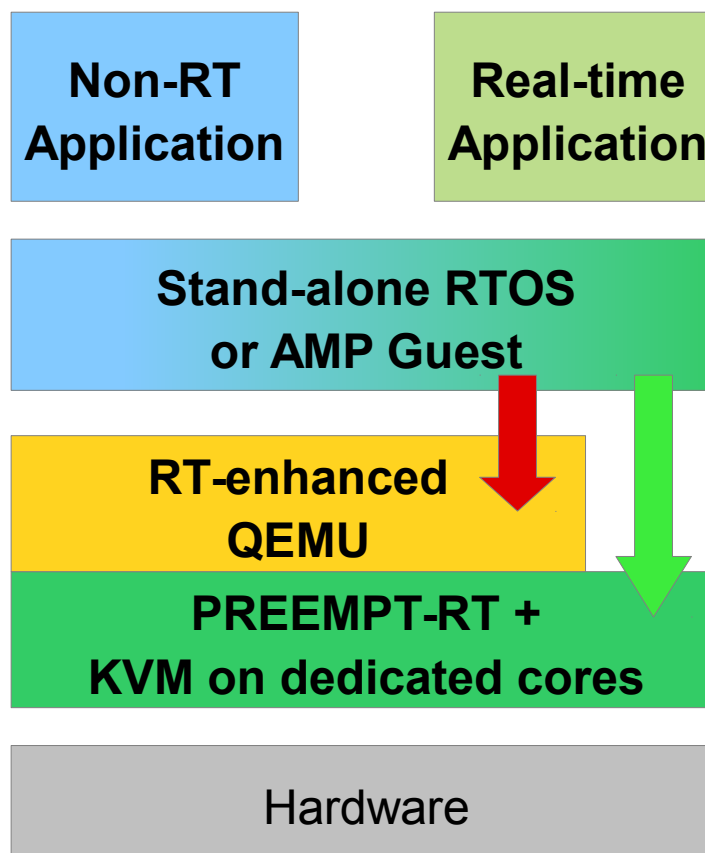 Non-RT
Application
Real-time
Application
Stand-alone RTOS
or AMP Guest
RT-enhanced
QEMU
PREEMPT-RT +
KVM on dedicated cores
Hardware